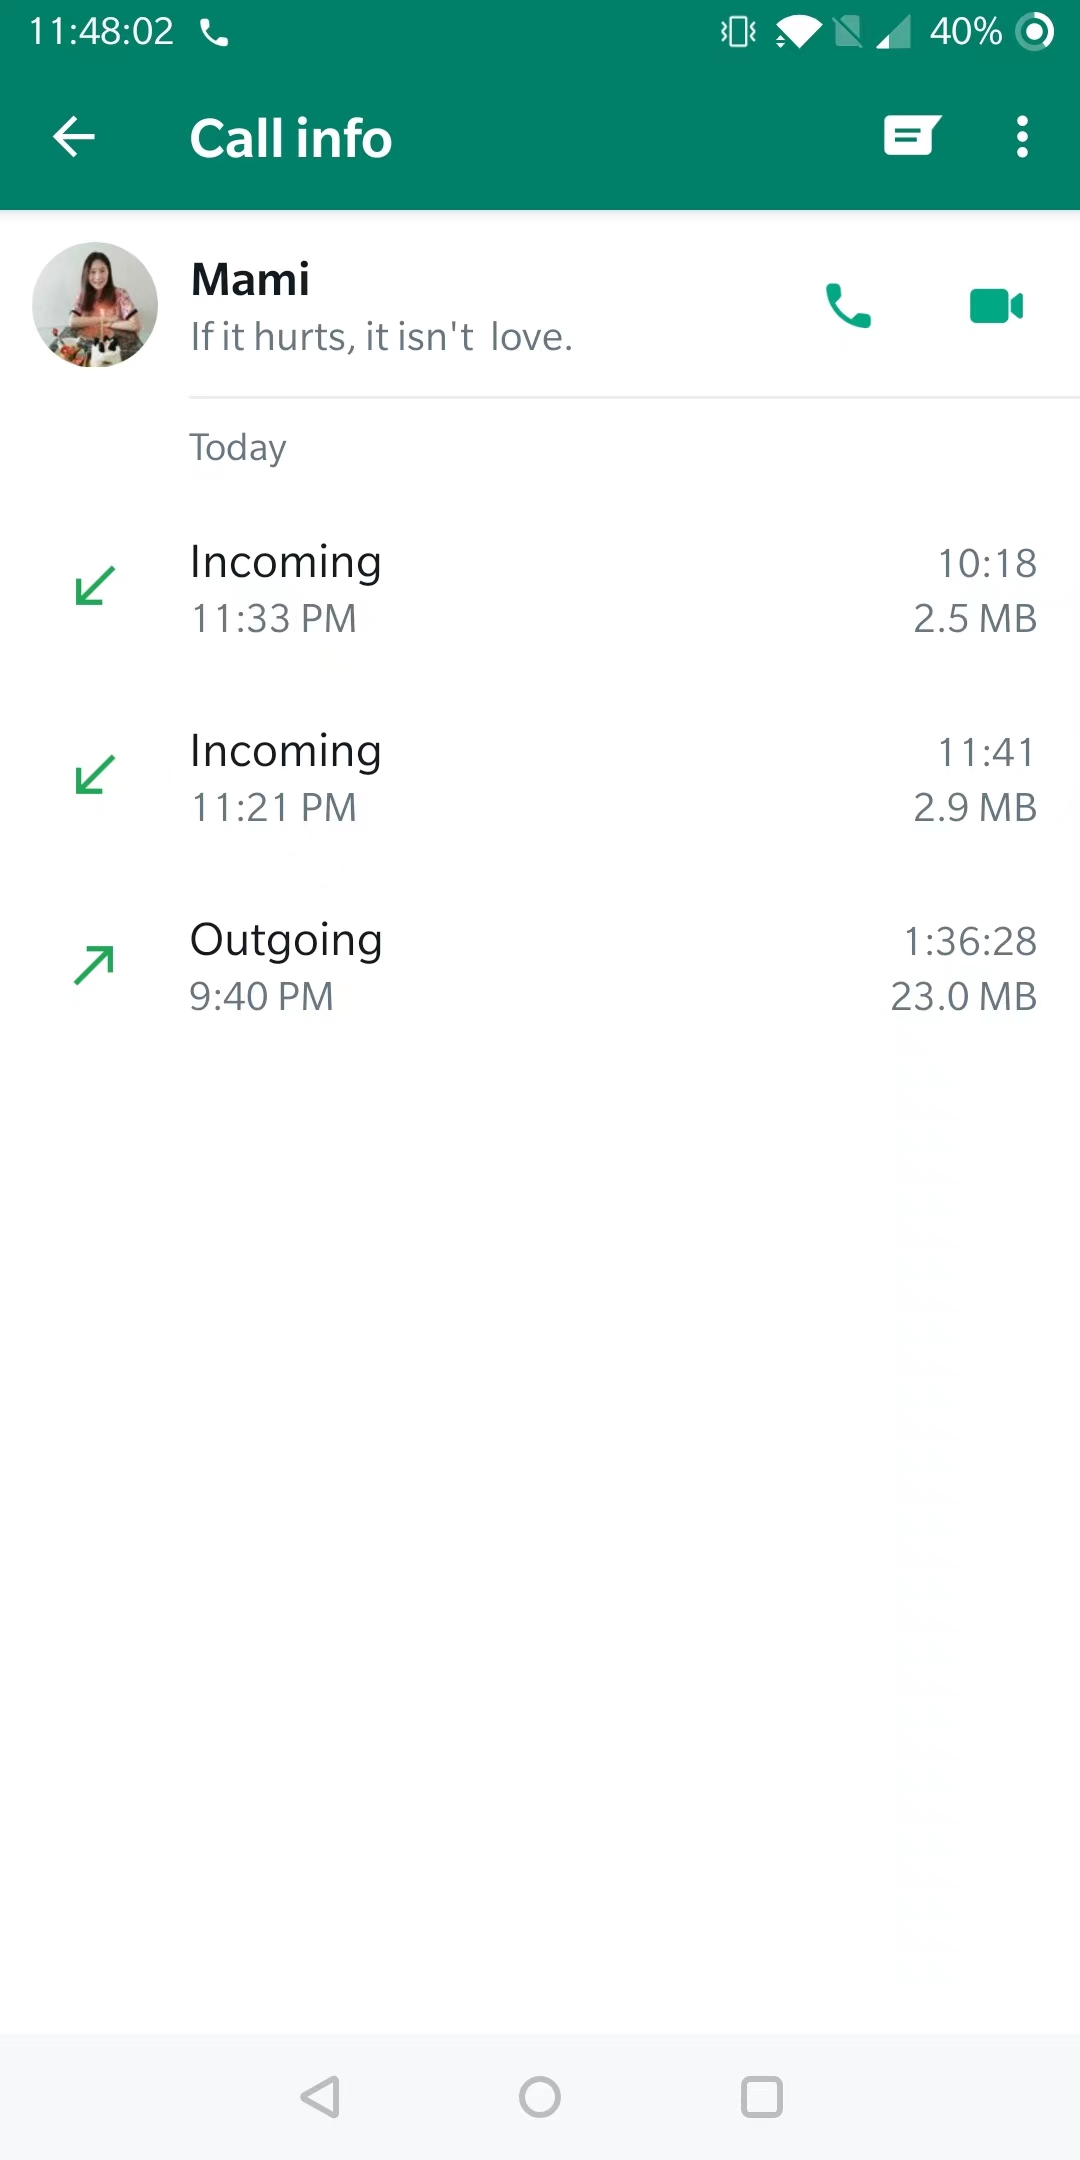 11:48:02
40%
Call info
Mami
If it hurts, it isn't love.
Today
Incoming
10:18
11:33 PM
2.5 MB
Incoming
11:41
11:21 PM
2.9 MB
Outgoing
1:36:28
9:40 PM
23.0 MB